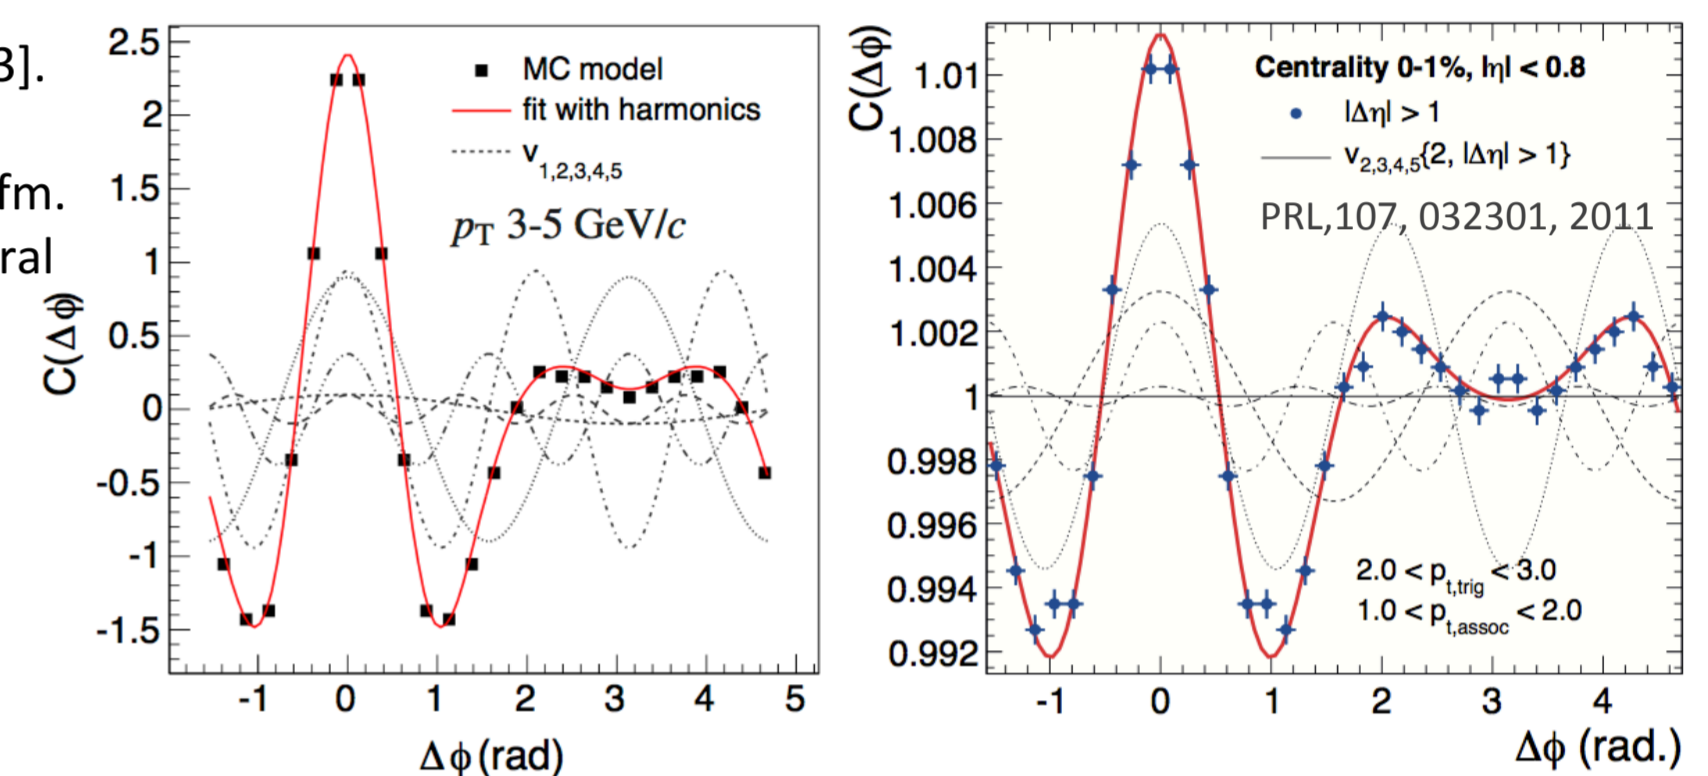 3].
fm.
ral
2.5
2
1.5
1
0.5
0
-0.5
-1
-1.5
C(Δϕ)
MC model
fit with harmonics
v1,2,3,4,5
pT 3-5 GeV/c
-1 0 1 2 3 4 5
Δϕ (rad)
C(Δϕ)
1.01
1.008
1.006
1.004
1.002
1
0.998
0.996
0.994
0.992
Centrality 0-1%, |η| < 0.8
|Δη| > 1
v2,3,4,5{2, |Δη| > 1}
PRL,107, 032301, 2011
2.0 < pt,trig < 3.0
1.0 < pt,assoc < 2.0
-1 0 1 2 3 4
Δϕ (rad.)